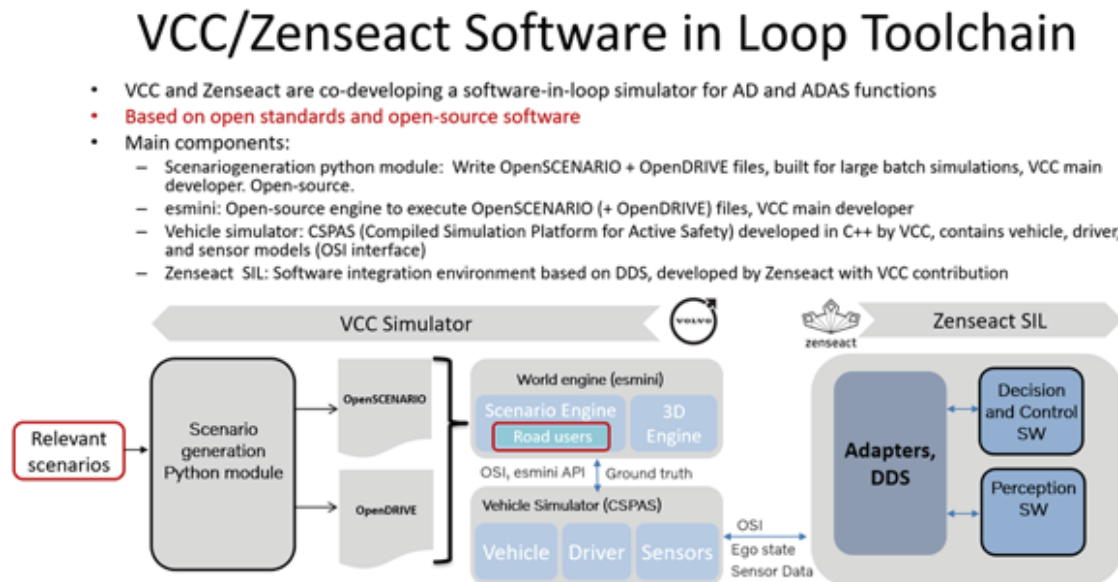 VCC/Zenseact Software in Loop Toolchain
• VCC and Zenseact are co-developing a software-in-loop simulator for AD and ADAS functions
• Based on open standards and open-source software
• Main components:
– Scenariogeneration python module: Write OpenSCENARIO + OpenDRIVE files, built for large batch simulations, VCC main
developer. Open-source.
– esmini: Open-source engine to execute OpenSCENARIO (+ OpenDRIVE) files, VCC main developer
– Vehicle simulator: CSPAS (Compiled Simulation Platform for Active Safety) developed in C++ by VCC, contains vehicle, driver,
and sensor models (OSI interface)
– Zenseact SIL: Software integration environment based on DDS, developed by Zenseact with VCC contribution
VCC Simulator
VOLVO
zenseact
Zenseact SIL
Relevant
scenarios
Scenario
generation
Python module
OpenSCENARIO
OpenDRIVE
World engine (esmini)
Scenario Engine
Road users
3D
Engine
OSI, esmini API
Ground truth
Vehicle Simulator (CSPAS)
Vehicle
Driver
Sensors
OSI
Ego state
Sensor Data
Adapters,
DDS
Decision
and Control
SW
Perception
SW